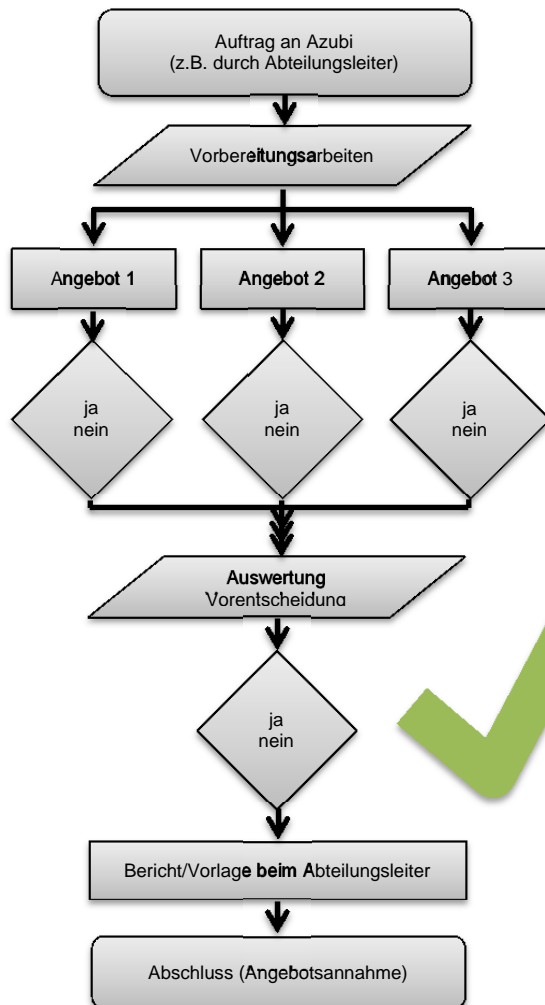 Auftrag an Azubi
(z.B. durch Abteilungsleiter)
Vorbereitungsarbeiten
Angebot 1
Angebot 2
Angebot 3
ja
nein
ja
nein
ja
nein
Auswertung
Vorentscheidung
ja
nein
Bericht/Vorlage beim Abteilungsleiter
Abschluss (Angebotsannahme)